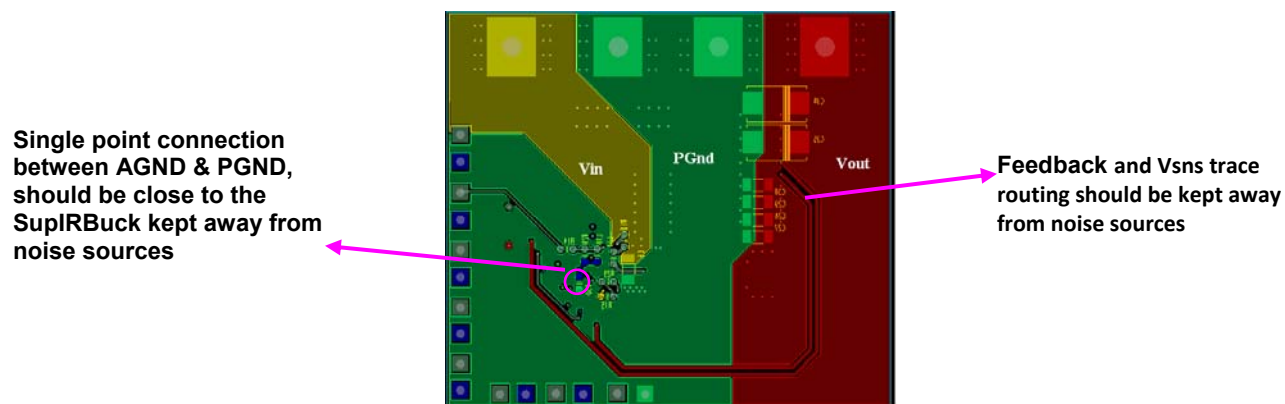 Single point connection
between AGND & PGND,
should be close to the
SupIRBuck kept away from
noise sources
Vin
PGnd
Vout
Feedback and Vsns trace
routing should be kept away
from noise sources